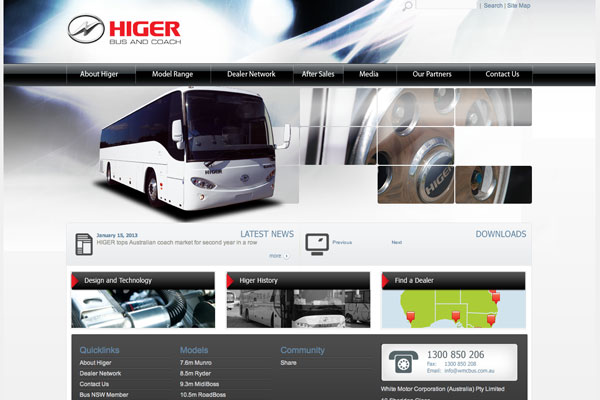 Search | Site Map
HIGER
BUS AND COACH
About Higer Model Range Dealer Network After Sales Media Our Partners Contact Us
HIGER
HIGER
LATEST NEWS
January 15, 2013
HIGER tops Australian coach market for second year in a row
more
DOWNLOADS
Previous Next
Design and Technology
Higer History
Find a Dealer
Quicklinks
About Higer
Dealer Network
Contact Us
Bus NSW Member
Models
7.6m Munro
8.5m Ryder
9.3m MidiBoss
10.5m RoadBoss
Community
Share
1300 850 206
Fax: 1300 850 208
Email: info@wmcbus.com.au
White Motor Corporation (Australia) Pty Limited